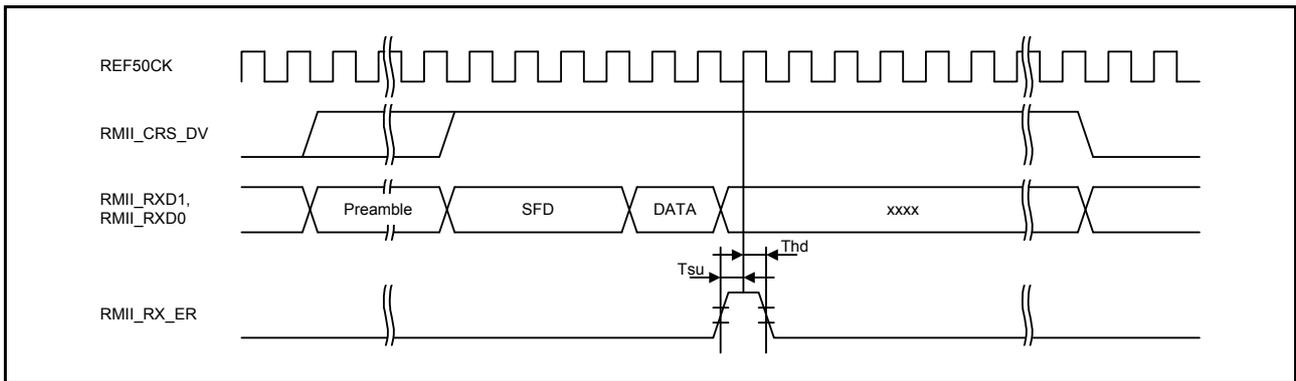 REF50CK
RMII_CRS_DV
RMII_RXD1,
RMII_RXD0
Preamble
SFD
DATA
xxxx
Thd
Tsu
RMII_RX_ER